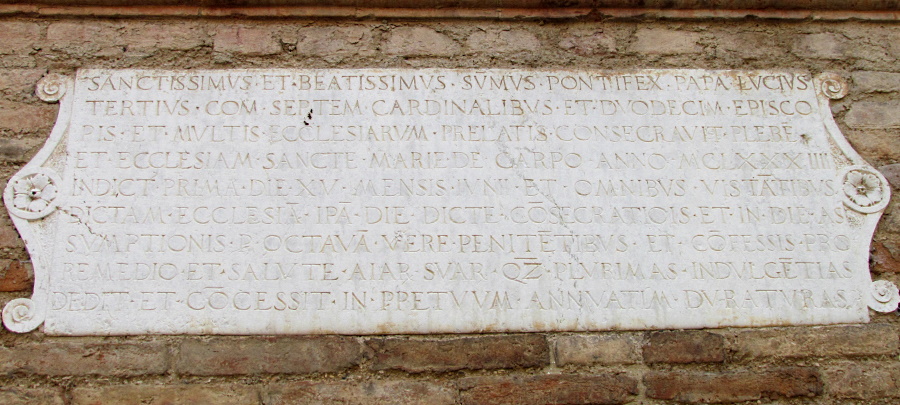 SANCTISSIMVS·ET·BEATISSIMVS·SŪMVS·PONTIFEX·PAPA·LVCIVS
TERTIVS·COM·SEPTEM·CARDINALIBVS·ET·DVODECIM·EPISCO
PIS·ET·MVLTIS·ECCLESIARVM·PRELATIS·CONSECRAVIT·PLEBE
ET·ECCLESIAM·SANCTE·MARIE·DE·CARPO·ANNO·MCLXXXIIII
INDICT·PRIMA·DIE·XV·MENSIS·IVNII·ET·OMNIBVS·VISTĀTIBVS
DICTAM·ECCLESIĀ·IPĀ·DIE·DICTE·CŌSECRATIOIS·ET·IN·DIE·AS
SVMPTIONIS·P·OCTAVĀ·VERE·PENITĒTIBVS·ET·CŌFESSIS·PRO
REMEDIO·ET·SALVTE·AIAR·SVAR·QZ·PLVRIMAS·INDVLGĒTIAS
DEDIT·ET·CŌCESSIT·IN·PPETVVM·ANNVATIM·DVRATVRAS